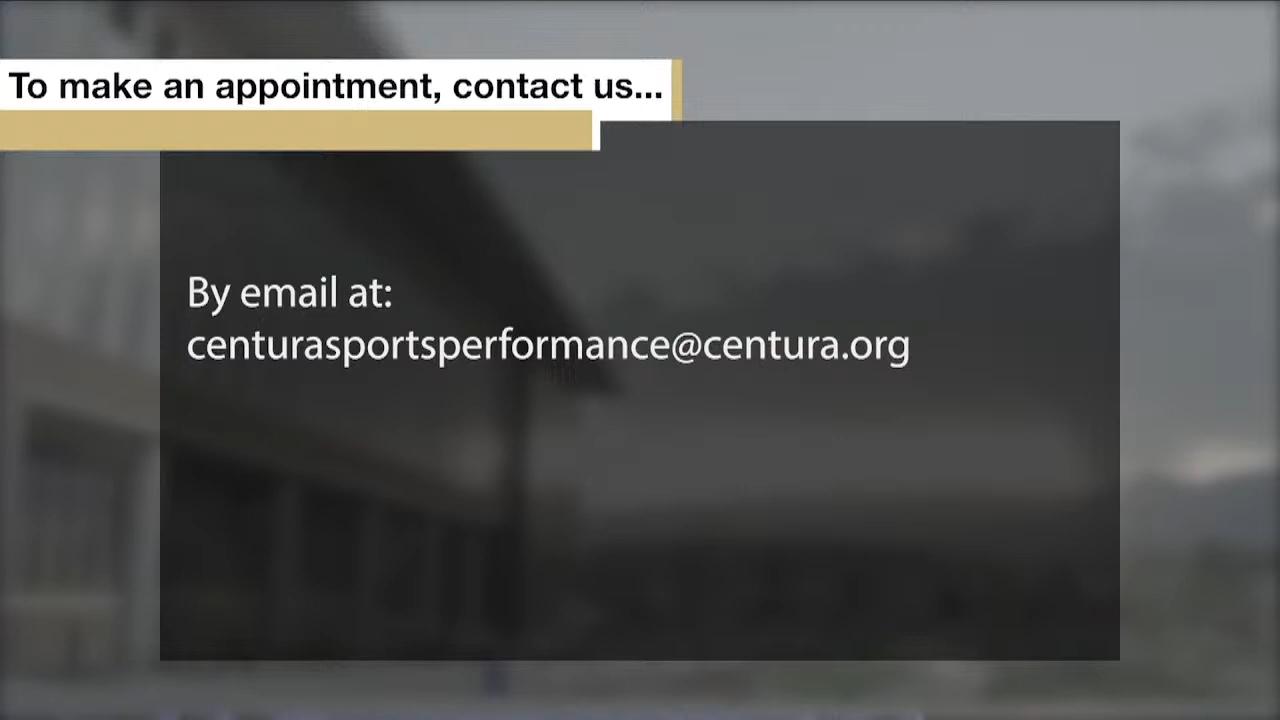 To make an appointment, contact us...
By email at:
centurasportsperformance@centura.org